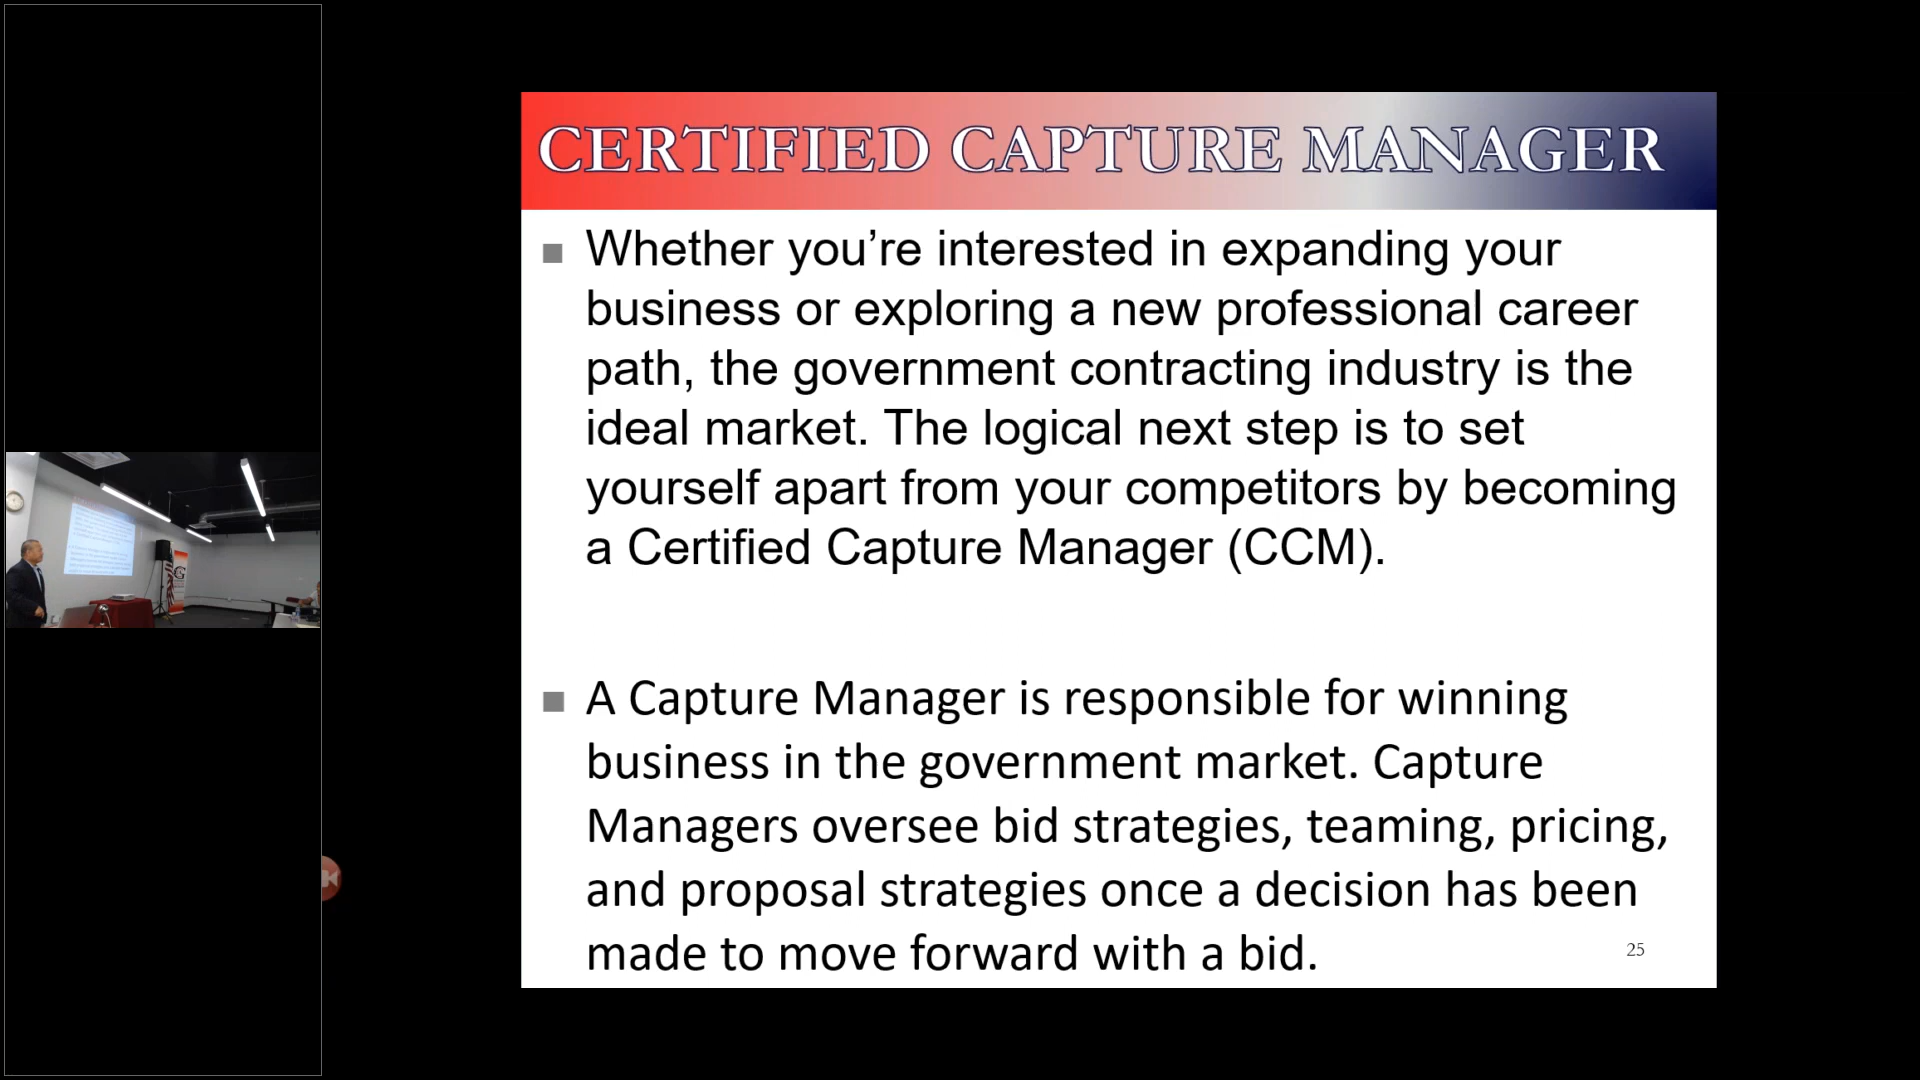 CERTIFIED CAPTURE MANAGER
Whether you’re interested in expanding your
business or exploring a new professional career
path, the government contracting industry is the
ideal market. The logical next step is to set
yourself apart from your competitors by becoming
a Certified Capture Manager (CCM).
A Capture Manager is responsible for winning
business in the government market. Capture
Managers oversee bid strategies, teaming, pricing,
and proposal strategies once a decision has been
made to move forward with a bid.
25